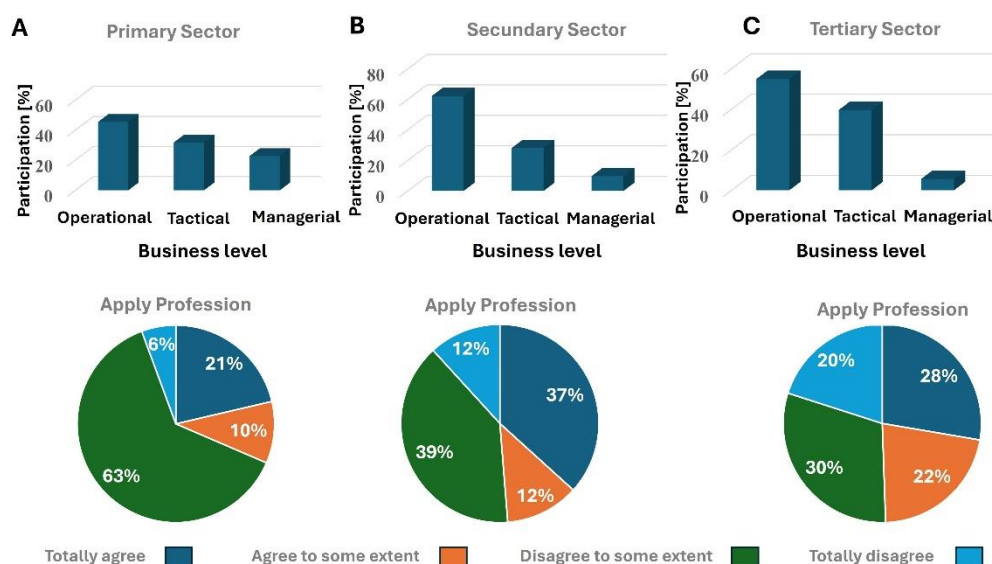 A
Primary Sector
Participation [%]
60
40
20
0
Operational Tactical Managerial
Business level
B
Secundary Sector
Participation [%]
80
60
40
20
0
Operational Tactical Managerial
Business level
C
Tertiary Sector
Participation [%]
60
40
20
0
Operational Tactical Managerial
Business level
Apply Profession
6%
21%
10%
63%
Apply Profession
12%
37%
39%
12%
Apply Profession
20%
28%
30%
22%
Totally agree
Agree to some extent
Disagree to some extent
Totally disagree